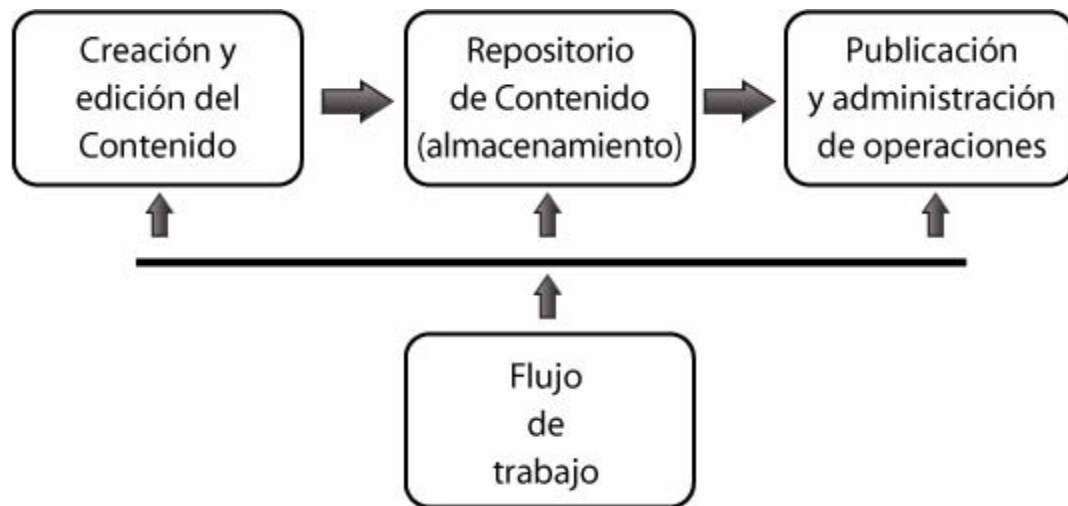 Creación y
edición del
Contenido
Repositorio
de Contenido
(almacenamiento)
Publicación
y administración
de operaciones
Flujo
de
trabajo